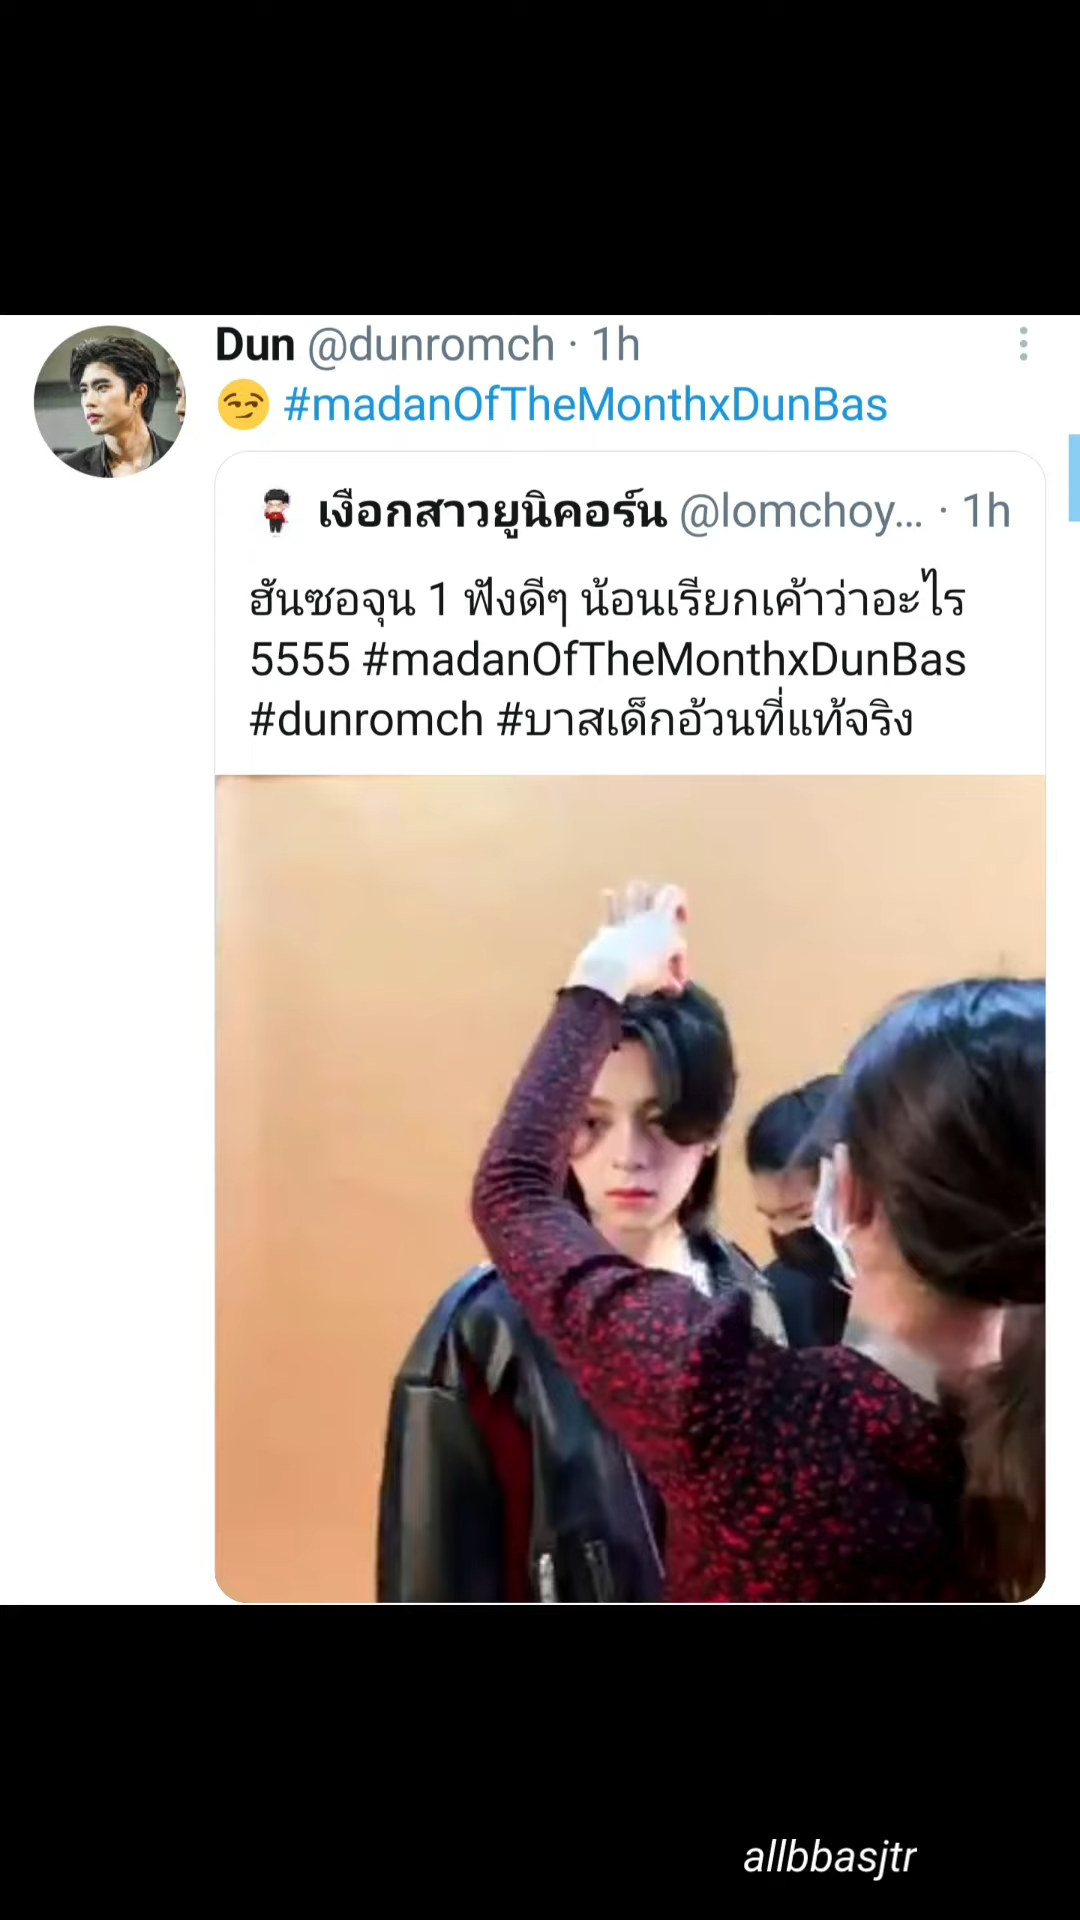 Dun @dunromch · 1h
😏 #madanOfTheMonthxDunBas
เงือกสาวยูนิคอร์น @lomchoy... · 1h
ฮันซอจุน 1 ฟังดีๆ น้อนเรียกเค้าว่าอะไร
5555 #madanOfTheMonthxDunBas
#dunromch #บาสเด็กอ้วนที่แท้จริง
allbbasjtr